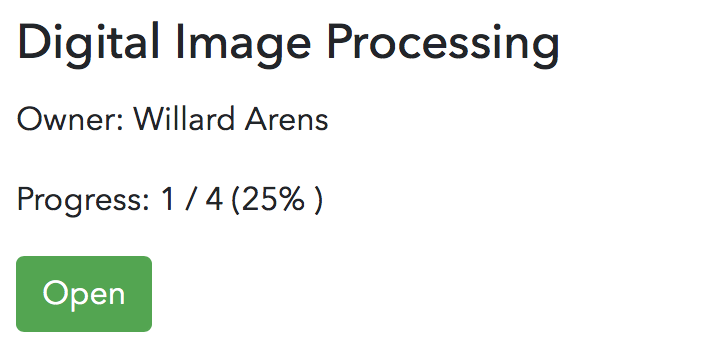 Digital Image Processing
Owner: Willard Arens
Progress: 1 / 4 (25% )
Open